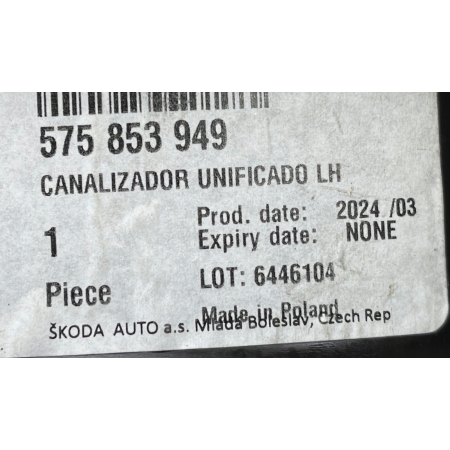 575 853 949
CANALIZADOR UNIFICADO LH
Prod. date: 2024 /03
1 Expiry date: NONE
LOT: 6446104
Piece
Made in Poland
ŠKODA AUTO a.s. Mladá Boleslav, Czech Rep